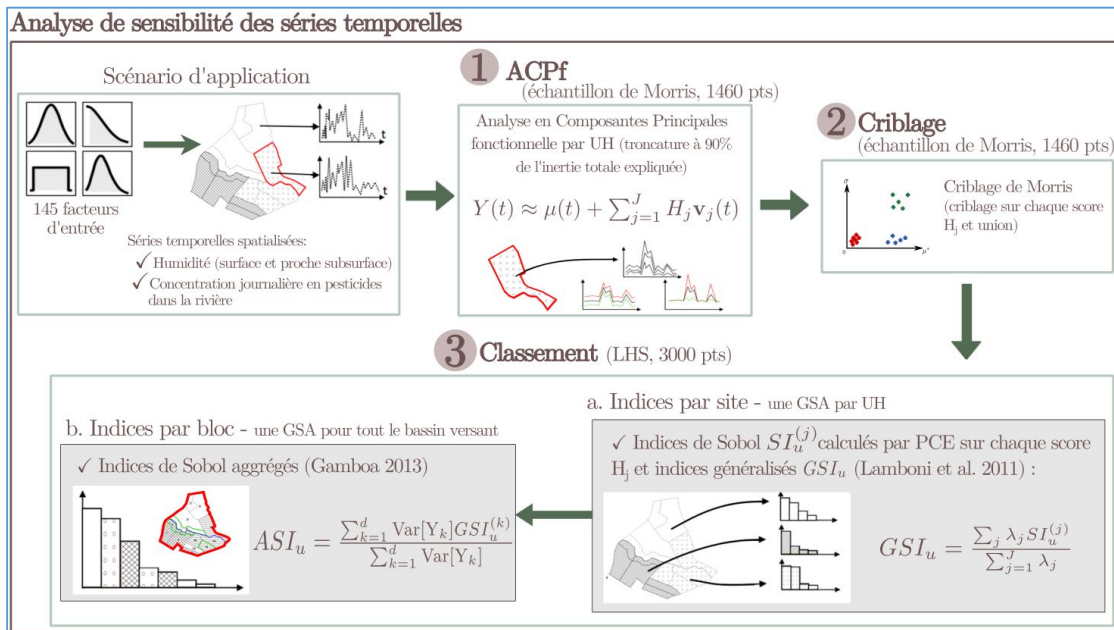 Analyse de sensibilité des séries temporelles
Scénario d'application
t
t
145 facteurs
d'entrée
Séries temporelles spatialisées:
✓ Humidité (surface et proche subsurface)
✓ Concentration journalière en pesticides
dans la rivière
1 ACPf
(échantillon de Morris, 1460 pts)
Analyse en Composantes Principales
fonctionnelle par UH (troncature à 90%
de l'inertie totale expliquée)
Y(t) ≈ μ(t) + ∑_{j=1}^{J} H_j v_j(t)
2 Criblage
(échantillon de Morris, 1460 pts)
σ
0
μ*
Criblage de Morris
(criblage sur chaque score
H_j et union)
3 Classement (LHS, 3000 pts)
a. Indices par site - une GSA par UH
✓ Indices de Sobol SI_u^{(j)} calculés par PCE sur chaque score
H_j et indices généralisés GSI_u (Lamboni et al. 2011) :
GSI_u = ∑_j λ_j SI_u^{(j)} / ∑_{j=1}^{J} λ_j
b. Indices par bloc - une GSA pour tout le bassin versant
✓ Indices de Sobol aggrégés (Gamboa 2013)
ASI_u = ∑_{k=1}^{d} Var[Y_k] GSI_u^{(k)} / ∑_{k=1}^{d} Var[Y_k]